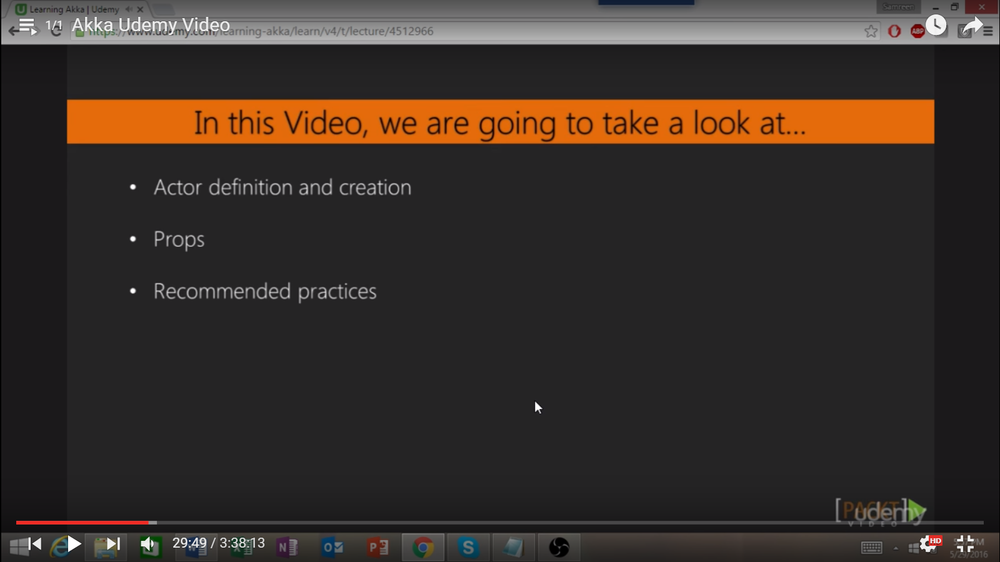 Learning Akka | Udemy
Samreen
1/1 Akka Udemy Video
https://www.udemy.com/learning-akka/learn/v4/t/lecture/4512966
ABP
In this Video, we are going to take a look at...
• Actor definition and creation
• Props
• Recommended practices
[PACKT]
VIDEO
udemy
29:49 / 3:38:13
HD
5/29/2016